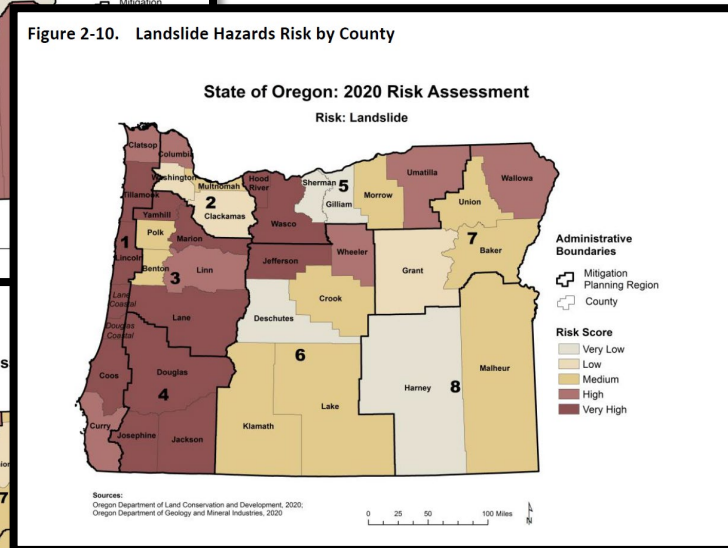 Mitigation
Figure 2-10. Landslide Hazards Risk by County
State of Oregon: 2020 Risk Assessment
Risk: Landslide
Clatsop
Columbia
Washington
Tillamook
Multnomah
Hood
River
Sherman
5
Gilliam
Morrow
Umatilla
Union
Wallowa
2
Clackamas
Wasco
Yamhill
Polk
Marion
1
Lincoln
Benton
3
Linn
Jefferson
Wheeler
Grant
7
Baker
Administrative
Boundaries
Mitigation
Planning Region
County
Lane
Coastal
Lane
Deschutes
Crook
Douglas
Coastal
Risk Score
Very Low
Low
Medium
High
Very High
6
Coos
Douglas
4
Harney
8
Malheur
Curry
Josephine
Jackson
Klamath
Lake
7
Sources:
Oregon Department of Land Conservation and Development, 2020;
Oregon Department of Geology and Mineral Industries, 2020
0 25 50 100 Miles
N